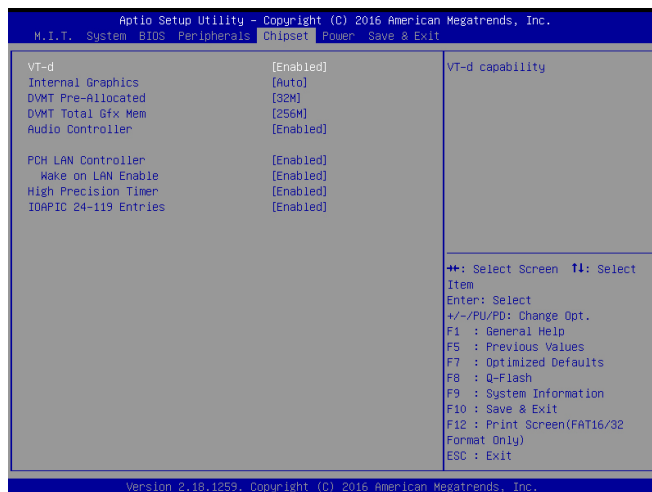 Aptio Setup Utility – Copyright (C) 2016 American Megatrends, Inc.
M.I.T. System BIOS Peripherals Chipset Power Save & Exit
VT-d [Enabled]
Internal Graphics [Auto]
DVMT Pre-Allocated [32M]
DVMT Total Gfx Mem [256M]
Audio Controller [Enabled]
PCH LAN Controller [Enabled]
Wake on LAN Enable [Enabled]
High Precision Timer [Enabled]
IOAPIC 24-119 Entries [Enabled]
VT-d capability
→←: Select Screen ↑↓: Select
Item
Enter: Select
+/-/PU/PD: Change Opt.
F1 : General Help
F5 : Previous Values
F7 : Optimized Defaults
F8 : Q-Flash
F9 : System Information
F10 : Save & Exit
F12 : Print Screen(FAT16/32
Format Only)
ESC : Exit
Version 2.18.1259. Copyright (C) 2016 American Megatrends, Inc.